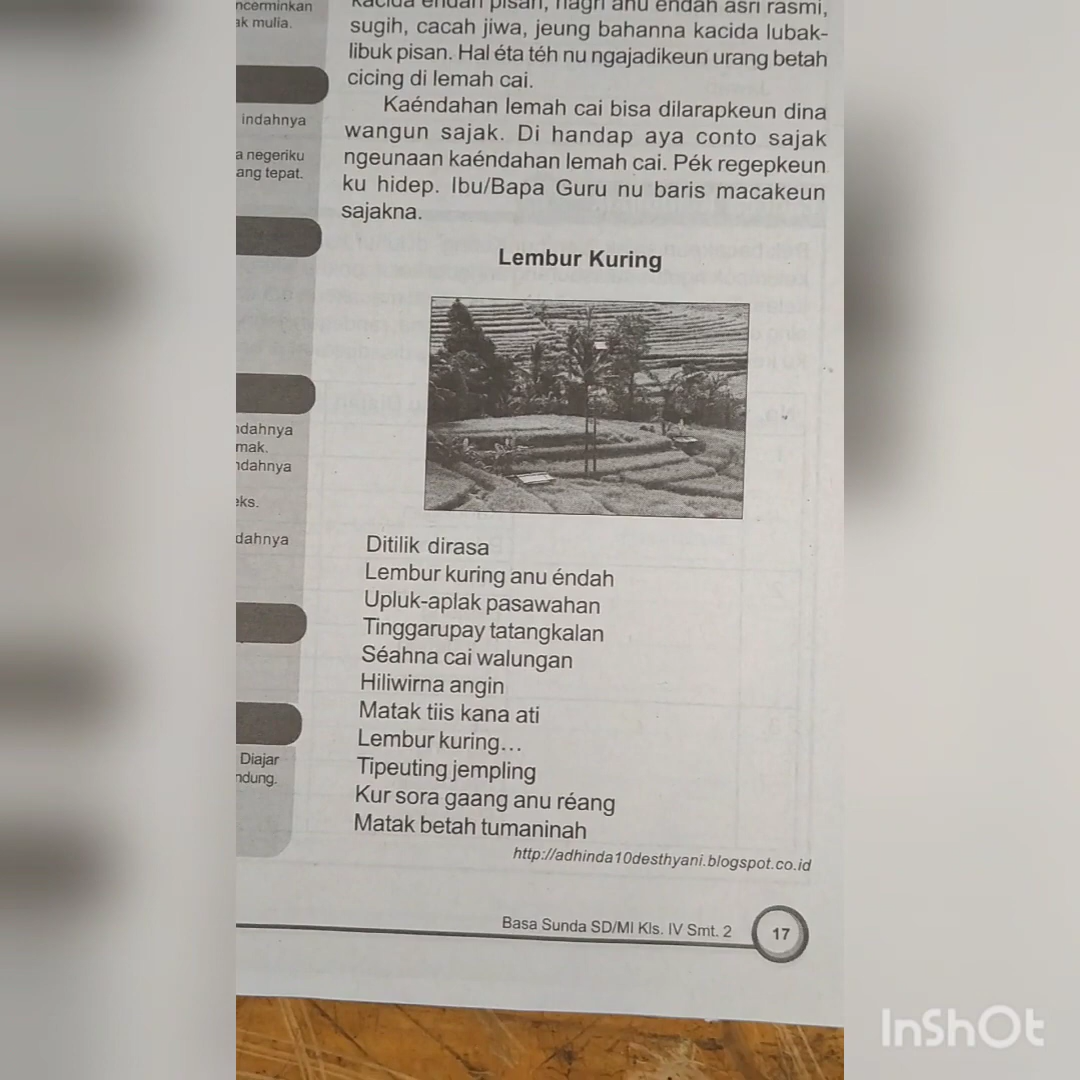 ncerminkan
ak mulia.
indahnya
a negeriku
ang tepat.
ndahnya
mak.
ndahnya
eks.
dahnya
Diajar
ndung.
kacida éndah pisan, nagri anu éndah asri rasmi,
sugih, cacah jiwa, jeung bahanna kacida lubak-
libuk pisan. Hal éta téh nu ngajadikeun urang betah
cicing di lemah cai.
Kaéndahan lemah cai bisa dilarapkeun dina
wangun sajak. Di handap aya conto sajak
ngeunaan kaéndahan lemah cai. Pék regepkeun
ku hidep. Ibu/Bapa Guru nu baris macakeun
sajakna.
Lembur Kuring
Ditilik dirasa
Lembur kuring anu éndah
Upluk-aplak pasawahan
Tinggarupay tatangkalan
Séahna cai walungan
Hiliwirna angin
Matak tiis kana ati
Lembur kuring...
Tipeuting jempling
Kur sora gaang anu réang
Matak betah tumaninah
http://adhinda10desthyani.blogspot.co.id
Basa Sunda SD/MI Kls. IV Smt. 2
17
InShOt